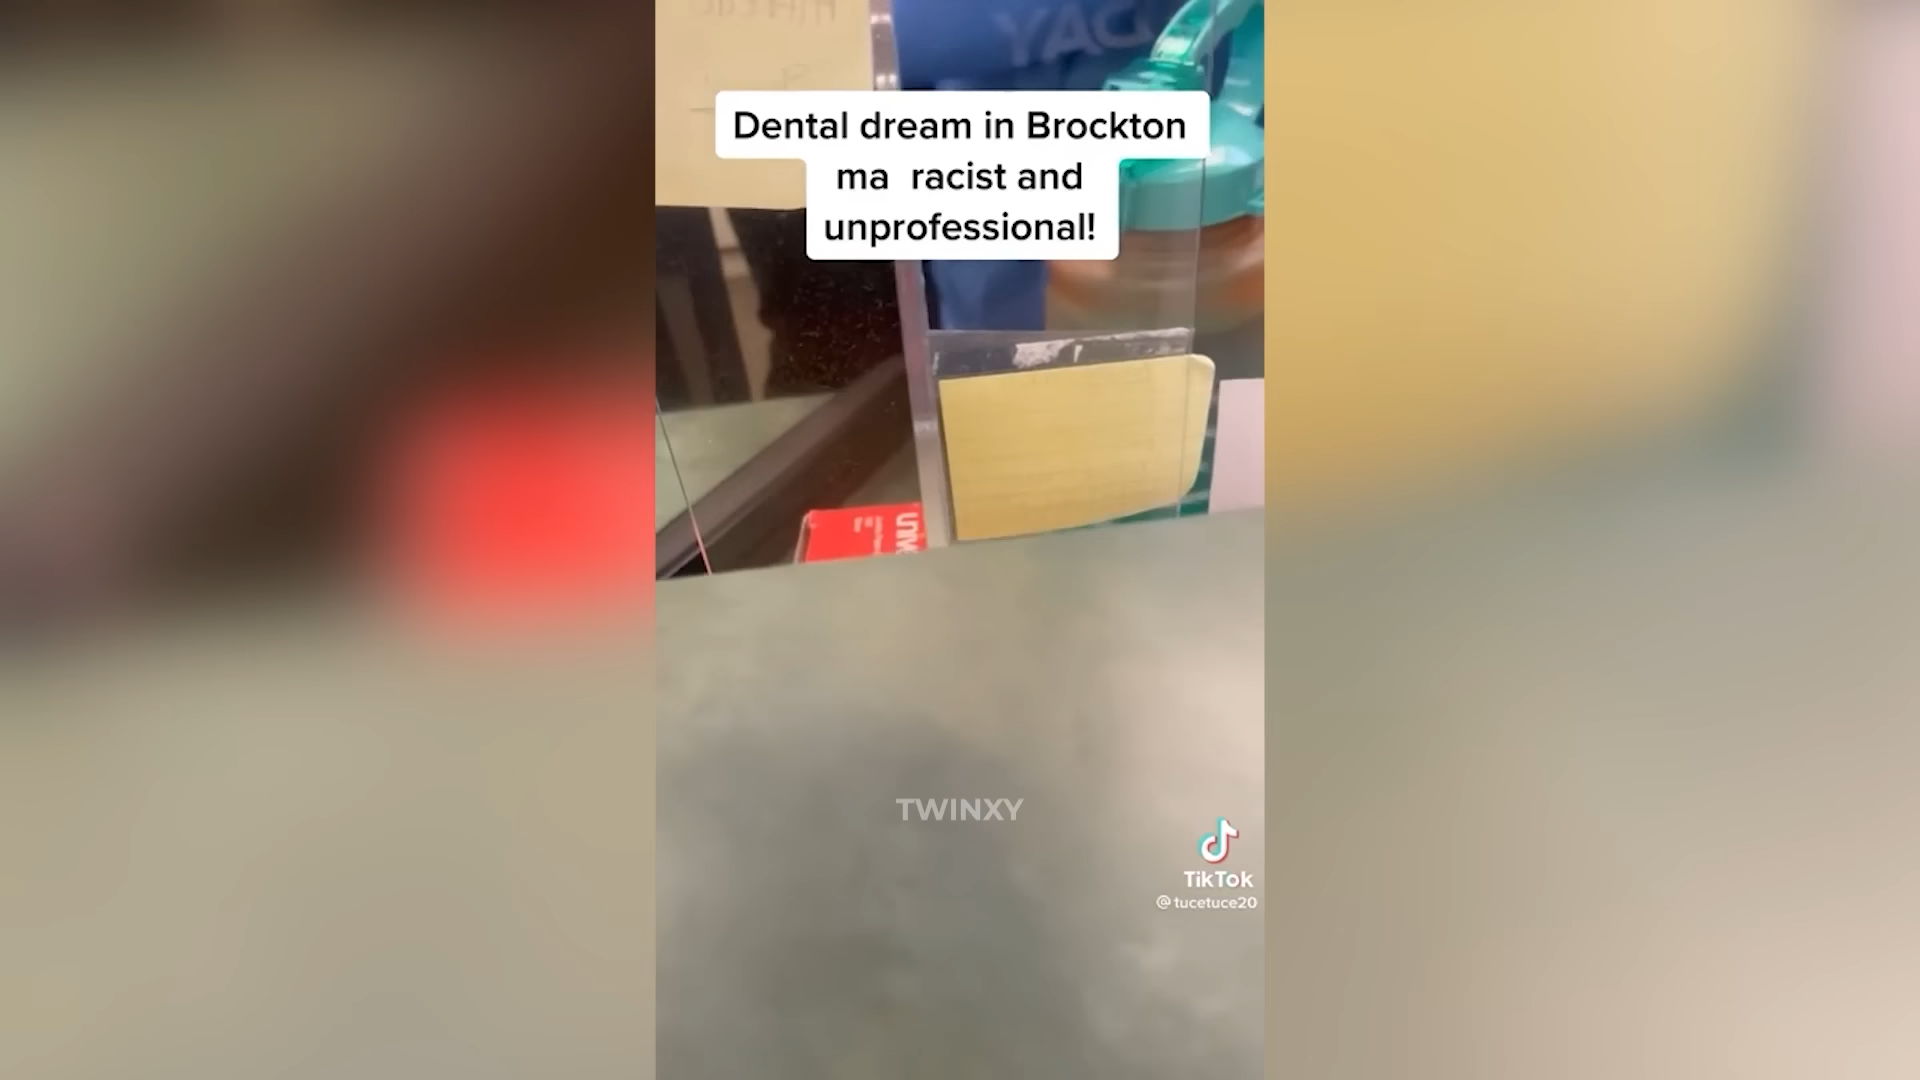 Dental dream in Brockton
ma racist and
unprofessional!
TWINXY
TikTok
@tucetuce20